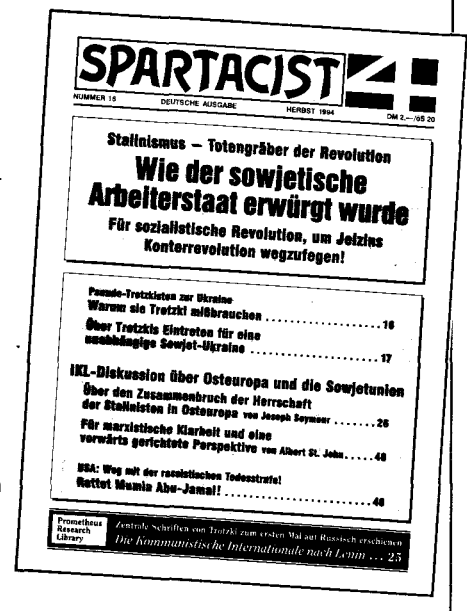 SPARTACIST
NUMMER 15 DEUTSCHE AUSGABE HERBST 1994 DM 2,—/öS 20
Stalinismus – Totengräber der Revolution
Wie der sowjetische
Arbeiterstaat erwürgt wurde
Für sozialistische Revolution, um Jelzins
Konterrevolution wegzufegen!
Pseudo-Trotzkisten zur Ukraine
Warum sie Trotzki mißbrauchen ..................16
Über Trotzkis Eintreten für eine
unabhängige Sowjet-Ukraine ..................17
IKL-Diskussion über Osteuropa und die Sowjetunion
Über den Zusammenbruch der Herrschaft
der Stalinisten in Osteuropa von Joseph Seymour .......26
Für marxistische Klarheit und eine
vorwärts gerichtete Perspektive von Albert St. John.....
USA: Weg mit der rassistischen Todesstrafe!
Rettet Mumia Abu-Jamal! ..................
Prometheus
Research
Library
Zentrale Schriften von Trotzki zum ersten Mal auf Russisch erschienen
Die Kommunistische Internationale nach Lenin ... 25